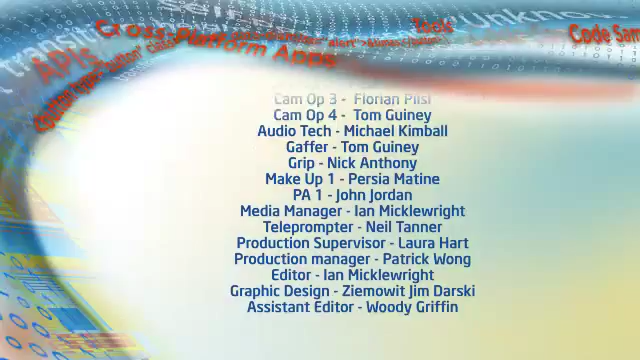 Cross-Platform Apps
Tools
Code Sam
APIs
Cam Op 3 - Florian Pilsl
Cam Op 4 - Tom Guiney
Audio Tech - Michael Kimball
Gaffer - Tom Guiney
Grip - Nick Anthony
Make Up 1 - Persia Matine
PA 1 - John Jordan
Media Manager - Ian Micklewright
Teleprompter - Neil Tanner
Production Supervisor - Laura Hart
Production manager - Patrick Wong
Editor - Ian Micklewright
Graphic Design - Ziemowit Jim Darski
Assistant Editor - Woody Griffin